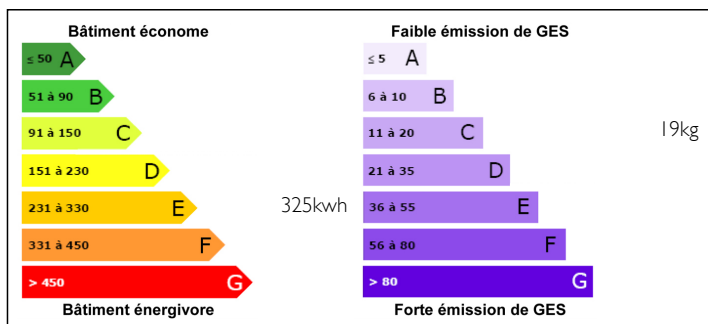 Bâtiment économe
≤ 50 A
51 à 90 B
91 à 150 C
151 à 230 D
231 à 330 E
325kwh
331 à 450 F
> 450 G
Bâtiment énergivore
Faible émission de GES
≤ 5 A
6 à 10 B
11 à 20 C
19kg
21 à 35 D
36 à 55 E
56 à 80 F
> 80 G
Forte émission de GES